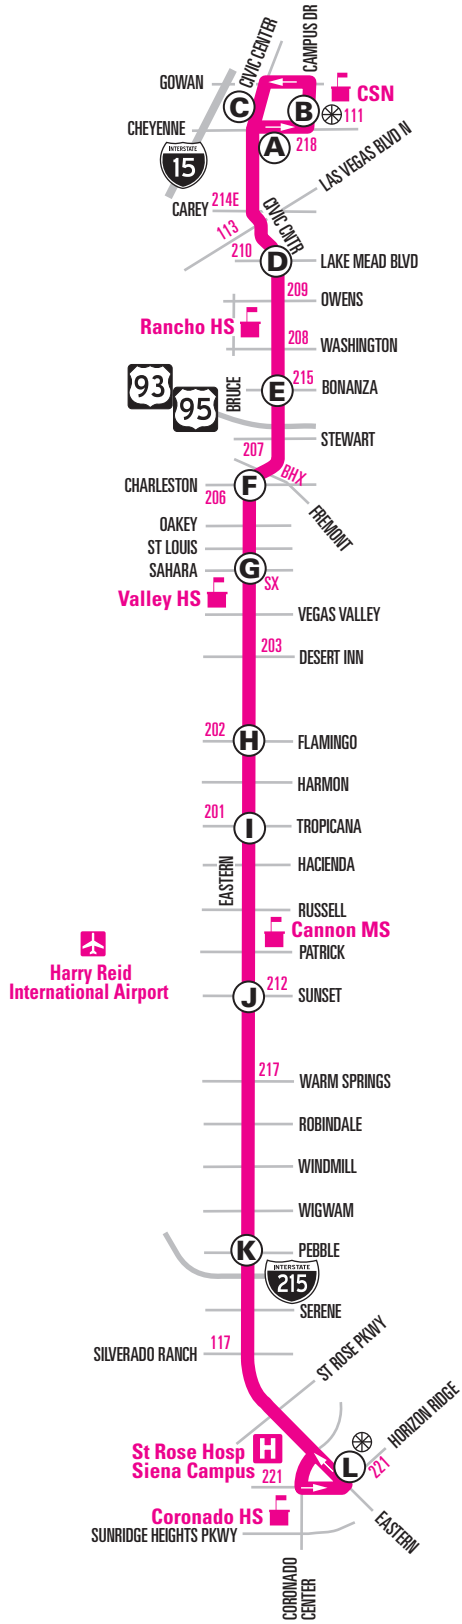 CIVIC CENTER
CAMPUS DR
GOWAN
CSN
C
B
111
CHEYENNE
A
218
INTERSTATE
15
LAS VEGAS BLVD N
CAREY
214E
113
CIVIC CNTR
210
D
LAKE MEAD BLVD
209
OWENS
Rancho HS
208
WASHINGTON
93
95
BRUCE
E
215
BONANZA
STEWART
207
CHARLESTON
206
F
BHX
FREMONT
OAKEY
ST LOUIS
SAHARA
G
SX
Valley HS
VEGAS VALLEY
203
DESERT INN
202
H
FLAMINGO
HARMON
201
I
TROPICANA
EASTERN
HACIENDA
RUSSELL
Cannon MS
PATRICK
Harry Reid
International Airport
J
212
SUNSET
217
WARM SPRINGS
ROBINDALE
WINDMILL
WIGWAM
K
PEBBLE
INTERSTATE
215
SERENE
117
SILVERADO RANCH
ST ROSE PKWY
HORIZON RIDGE
St Rose Hosp
Siena Campus
H
221
L
221
Coronado HS
EASTERN
SUNRIDGE HEIGHTS PKWY
CORONADO
CENTER